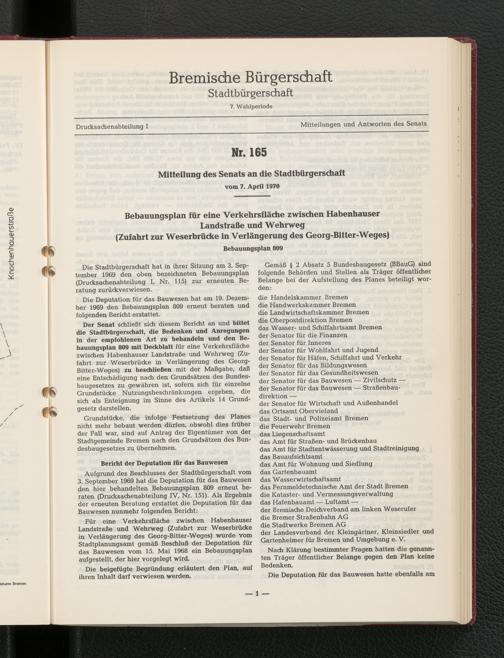 Knochenhauerstraße
Bremische Bürgerschaft
Stadtbürgerschaft
7. Wahlperiode
Drucksachenabteilung I
Mitteilungen und Antworten des Senats
Nr. 165
Mitteilung des Senats an die Stadtbürgerschaft
vom 7. April 1970
Bebauungsplan für eine Verkehrsfläche zwischen Habenhauser
Landstraße und Wehrweg
(Zufahrt zur Weserbrücke in Verlängerung des Georg-Bitter-Weges)
Bebauungsplan 809
Die Stadtbürgerschaft hat in ihrer Sitzung am 3. Sep-
tember 1969 den oben bezeichneten Bebauungsplan
(Drucksachenabteilung I, Nr. 115) zur erneuten Be-
ratung zurückverwiesen.
Die Deputation für das Bauwesen hat am 19. Dezem-
ber 1969 den Bebauungsplan 809 erneut beraten und
folgenden Bericht erstattet.
Der Senat schließt sich diesem Bericht an und bittet
die Stadtbürgerschaft, die Bedenken und Anregungen
in der empfohlenen Art zu behandeln und den Be-
bauungsplan 809 mit Deckblatt für eine Verkehrsfläche
zwischen Habenhauser Landstraße und Wehrweg (Zu-
fahrt zur Weserbrücke in Verlängerung des Georg-
Bitter-Weges) zu beschließen mit der Maßgabe, daß
eine Entschädigung nach den Grundsätzen des Bundes-
baugesetzes zu gewähren ist, sofern sich für einzelne
Grundstücke Nutzungsbeschränkungen ergeben, die
sich als Enteignung im Sinne des Artikels 14 Grund-
gesetz darstellen.
Grundstücke, die infolge Festsetzung des Planes
nicht mehr bebaut werden dürfen, obwohl dies früher
der Fall war, sind auf Antrag der Eigentümer von der
Stadtgemeinde Bremen nach den Grundsätzen des Bun-
desbaugesetzes zu übernehmen.
Bericht der Deputation für das Bauwesen
Aufgrund des Beschlusses der Stadtbürgerschaft vom
3. September 1969 hat die Deputation für das Bauwesen
den hier behandelten Bebauungsplan 809 erneut be-
raten (Drucksachenabteilung IV, Nr. 151). Als Ergebnis
der erneuten Beratung erstattet die Deputation für das
Bauwesen nunmehr folgenden Bericht:
Für eine Verkehrsfläche zwischen Habenhauser
Landstraße und Wehrweg (Zufahrt zur Weserbrücke
in Verlängerung des Georg-Bitter-Weges) wurde vom
Stadtplanungsamt gemäß Beschluß der Deputation für
das Bauwesen vom 15. Mai 1968 ein Bebauungsplan
aufgestellt, der hier vorgelegt wird.
Die beigefügte Begründung erläutert den Plan, auf
ihren Inhalt darf verwiesen werden.
Gemäß § 2 Absatz 5 Bundesbaugesetz (BBauG) sind
folgende Behörden und Stellen als Träger öffentlicher
Belange bei der Aufstellung des Planes beteiligt wor-
den:
die Handelskammer Bremen
die Handwerkskammer Bremen
die Landwirtschaftskammer Bremen
die Oberpostdirektion Bremen
das Wasser- und Schiffahrtsamt Bremen
der Senator für die Finanzen
der Senator für Inneres
der Senator für Wohlfahrt und Jugend
der Senator für Häfen, Schiffahrt und Verkehr
der Senator für das Bildungswesen
der Senator für das Gesundheitswesen
der Senator für das Bauwesen — Zivilschutz —
der Senator für das Bauwesen — Straßenbau-
direktion —
der Senator für Wirtschaft und Außenhandel
das Ortsamt Obervieland
das Stadt- und Polizeiamt Bremen
die Feuerwehr Bremen
das Liegenschaftsamt
das Amt für Straßen- und Brückenbau
das Amt für Stadtentwässerung und Stadtreinigung
das Bauaufsichtsamt
das Amt für Wohnung und Siedlung
das Gartenbauamt
das Wasserwirtschaftsamt
das Fernmeldetechnische Amt der Stadt Bremen
die Kataster- und Vermessungsverwaltung
das Hafenbauamt — Luftamt —
der Bremische Deichverband am linken Weserufer
die Bremer Straßenbahn AG
die Stadtwerke Bremen AG
der Landesverband der Kleingärtner, Kleinsiedler und
Gartenheimer für Bremen und Umgebung e. V.
Nach Klärung bestimmter Fragen hatten die genann-
ten Träger öffentlicher Belange gegen den Plan keine
Bedenken.
Die Deputation für das Bauwesen hatte ebenfalls am
— 1 —